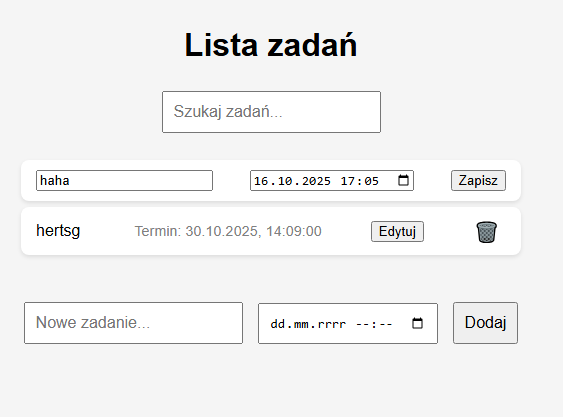 Lista zadań
Szukaj zadań...
haha 16.10.2025 17:05 Zapisz
hertsg Termin: 30.10.2025, 14:09:00 Edytuj
Nowe zadanie... dd.mm.rrrr --:-- Dodaj